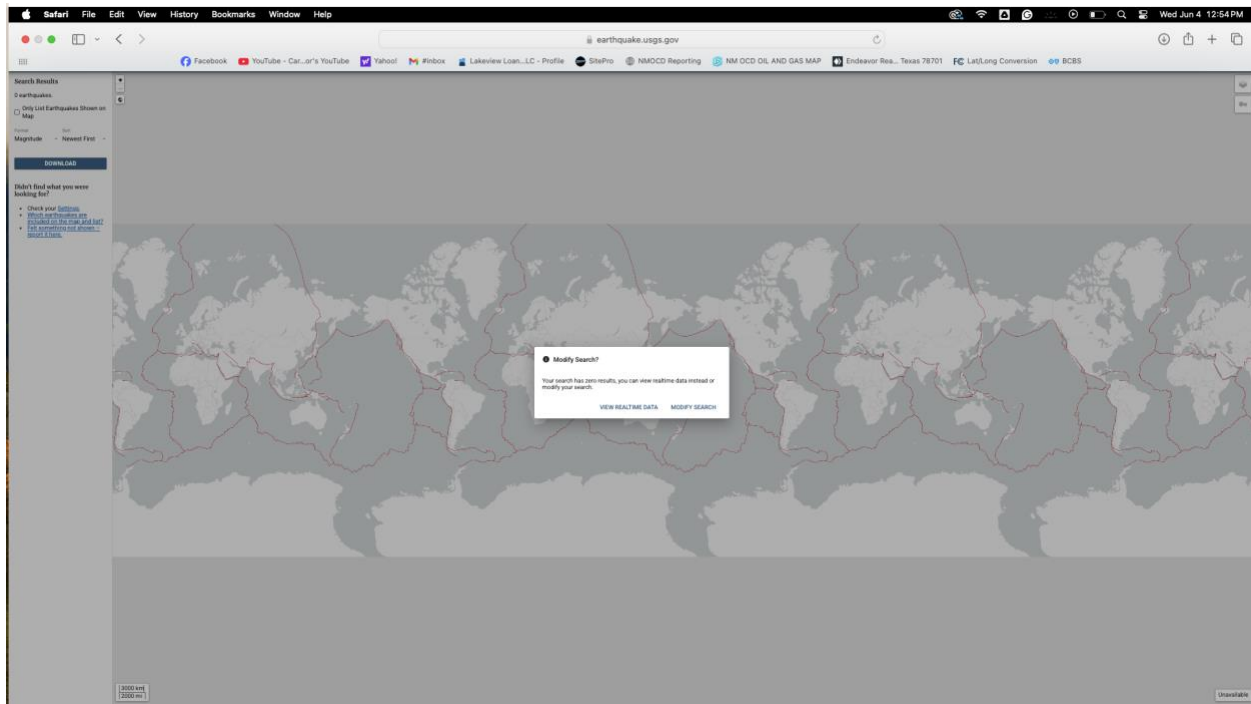 Safari File Edit View History Bookmarks Window Help
Wed Jun 4 12:54 PM
earthquake.usgs.gov
Facebook YouTube - Car...or's YouTube Yahoo! #inbox Lakeview Loan...LC - Profile SitePro NMOCD Reporting NM OCD OIL AND GAS MAP Endeavor Rea... Texas 78701 FC Lat/Long Conversion BCBS
Search Results
0 earthquakes.
Only List Earthquakes Shown on
Map
Format Sort
Magnitude Newest First
DOWNLOAD
Didn't find what you were
looking for?
• Check your Settings.
• Which earthquakes are
included on the map and list?
• Felt something not shown –
report it here.
Modify Search?
Your search has zero results, you can view realtime data instead or
modify your search.
VIEW REALTIME DATA MODIFY SEARCH
3000 km
2000 mi
Unavailable